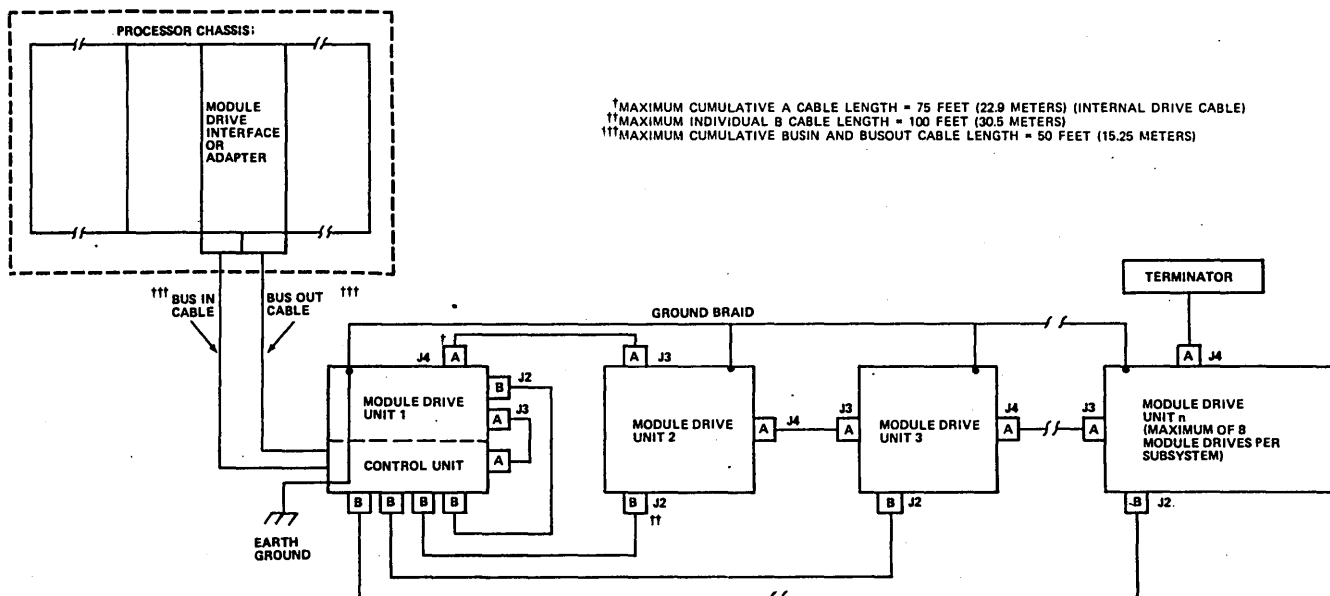 PROCESSOR CHASSIS
MODULE
DRIVE
INTERFACE
OR
ADAPTER
†MAXIMUM CUMULATIVE A CABLE LENGTH = 75 FEET (22.9 METERS) (INTERNAL DRIVE CABLE)
††MAXIMUM INDIVIDUAL B CABLE LENGTH = 100 FEET (30.5 METERS)
†††MAXIMUM CUMULATIVE BUSIN AND BUSOUT CABLE LENGTH = 50 FEET (15.25 METERS)
††† BUS IN
CABLE
BUS OUT †††
CABLE
TERMINATOR
GROUND BRAID
†
J4 A
A J3
A J4
B J2
A J3
A
MODULE DRIVE
UNIT 1
CONTROL UNIT
MODULE DRIVE
UNIT 2
A J4
J3 A
MODULE DRIVE
UNIT 3
J4 A
J3 A
MODULE DRIVE
UNIT n
(MAXIMUM OF 8
MODULE DRIVES PER
SUBSYSTEM)
B B B B
B J2
††
B J2
B J2
EARTH
GROUND